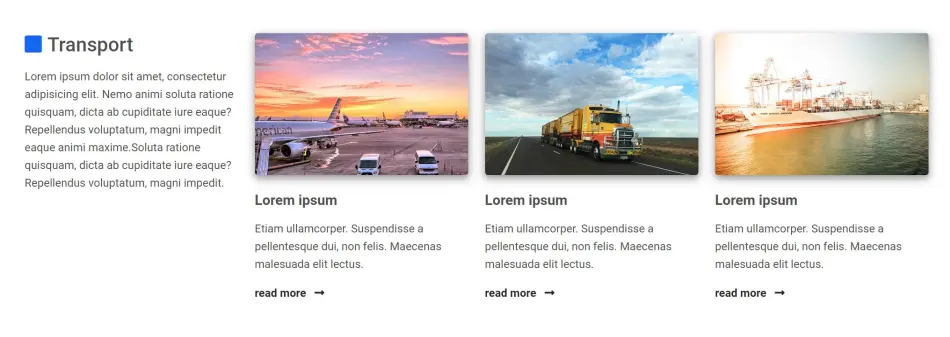 Transport
Lorem ipsum dolor sit amet, consectetur
adipisicing elit. Nemo animi soluta ratione
quisquam, dicta ab cupiditate iure eaque?
Repellendus voluptatum, magni impedit
eaque animi maxime.Soluta ratione
quisquam, dicta ab cupiditate iure eaque?
Repellendus voluptatum, magni impedit.
Lorem ipsum
Etiam ullamcorper. Suspendisse a
pellentesque dui, non felis. Maecenas
malesuada elit lectus.
read more
Lorem ipsum
Etiam ullamcorper. Suspendisse a
pellentesque dui, non felis. Maecenas
malesuada elit lectus.
read more
Lorem ipsum
Etiam ullamcorper. Suspendisse a
pellentesque dui, non felis. Maecenas
malesuada elit lectus.
read more